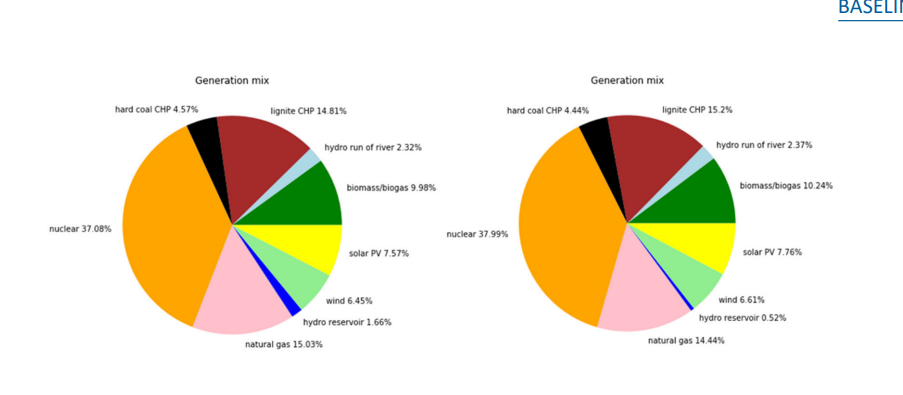 BASELIN
Generation mix
hard coal CHP 4.57%
lignite CHP 14.81%
hydro run of river 2.32%
biomass/biogas 9.98%
nuclear 37.08%
solar PV 7.57%
wind 6.45%
hydro reservoir 1.66%
natural gas 15.03%
Generation mix
hard coal CHP 4.44%
lignite CHP 15.2%
hydro run of river 2.37%
biomass/biogas 10.24%
nuclear 37.99%
solar PV 7.76%
wind 6.61%
hydro reservoir 0.52%
natural gas 14.44%